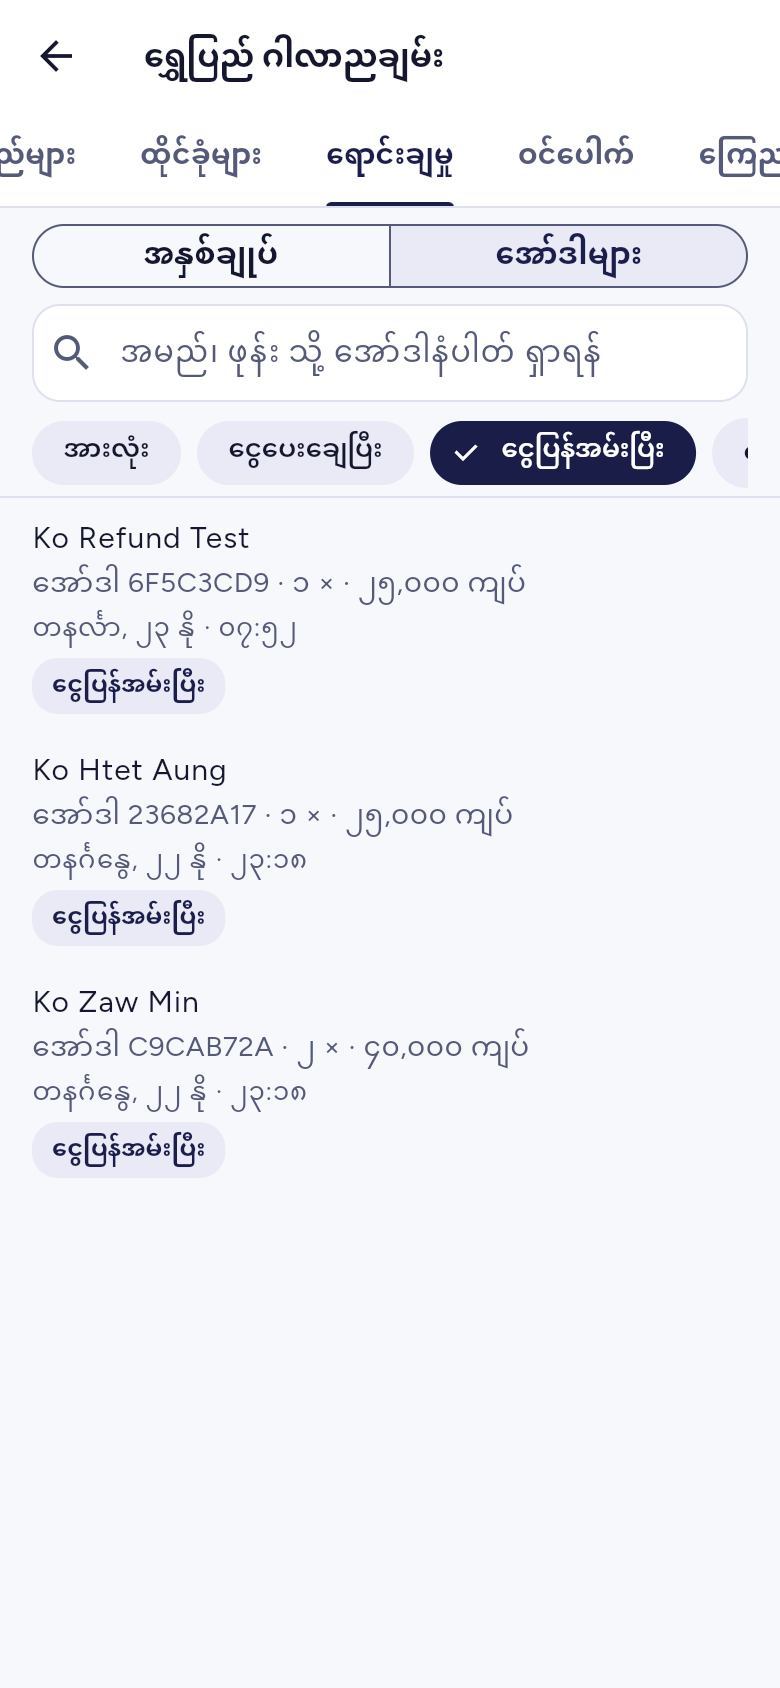 ရွှေပြည် ဂါလာညချမ်း
ည်များ ထိုင်ခုံများ ရောင်းချမှု ဝင်ပေါက် ကြေည
အနှစ်ချုပ် အော်ဒါများ
အမည်၊ ဖုန်း သို့ အော်ဒါနံပါတ် ရှာရန်
အားလုံး ငွေပေးချေပြီး ငွေပြန်အမ်းပြီး
Ko Refund Test
အော်ဒါ 6F5C3CD9 · ၁ × · ၂၅,၀၀၀ ကျပ်
တနင်္လာ, ၂၃ နို · ၀၇:၅၂
ငွေပြန်အမ်းပြီး
Ko Htet Aung
အော်ဒါ 23682A17 · ၁ × · ၂၅,၀၀၀ ကျပ်
တနင်္ဂနွေ, ၂၂ နို · ၂၃:၁၈
ငွေပြန်အမ်းပြီး
Ko Zaw Min
အော်ဒါ C9CAB72A · ၂ × · ၄၀,၀၀၀ ကျပ်
တနင်္ဂနွေ, ၂၂ နို · ၂၃:၁၈
ငွေပြန်အမ်းပြီး